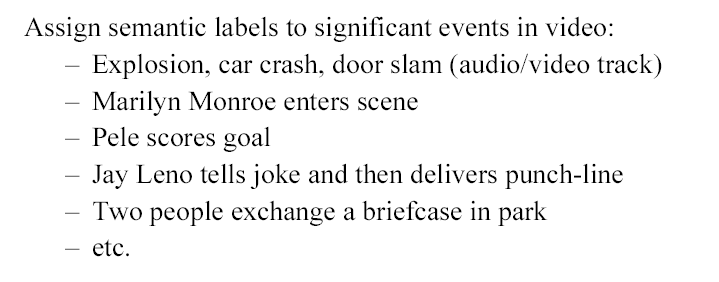 Assign semantic labels to significant events in video:
– Explosion, car crash, door slam (audio/video track)
– Marilyn Monroe enters scene
– Pele scores goal
– Jay Leno tells joke and then delivers punch-line
– Two people exchange a briefcase in park
– etc.